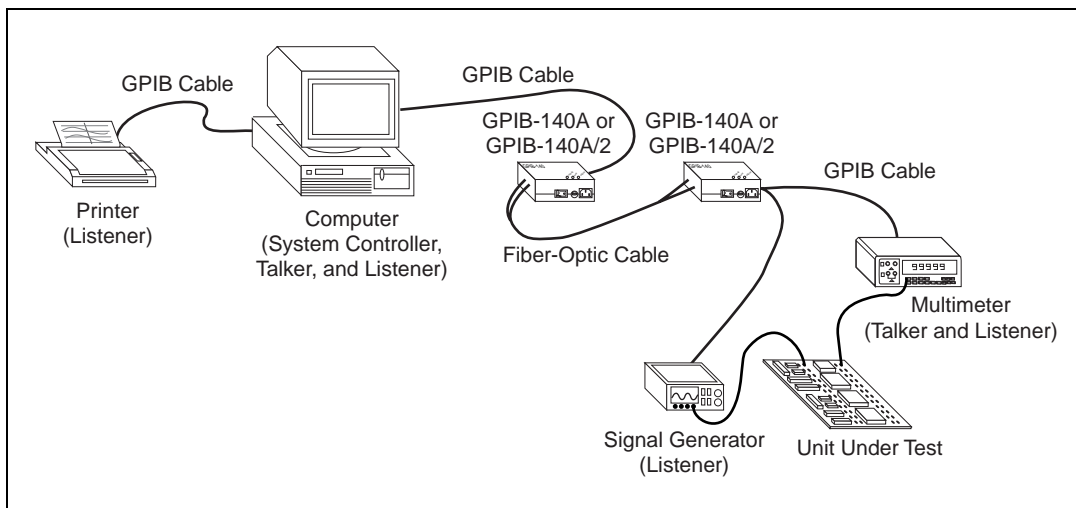 GPIB Cable
GPIB Cable
GPIB-140A or
GPIB-140A/2
GPIB-140A or
GPIB-140A/2
GPIB Cable
Printer
(Listener)
Computer
(System Controller,
Talker, and Listener)
Fiber-Optic Cable
99999
Multimeter
(Talker and Listener)
Signal Generator
(Listener)
Unit Under Test